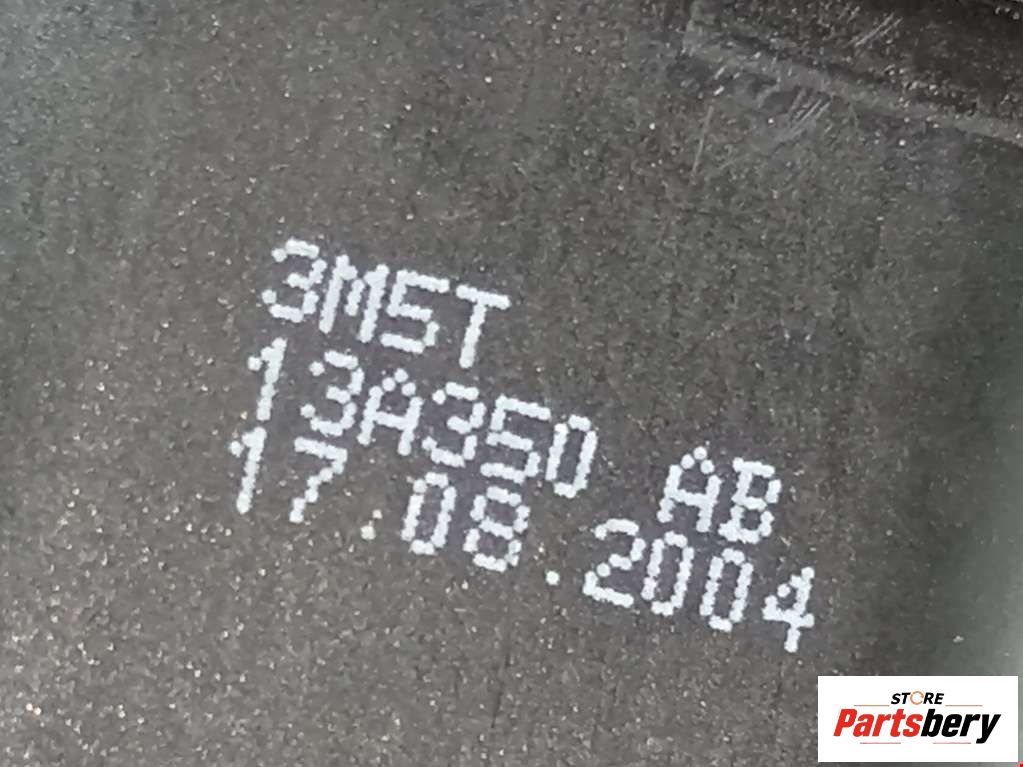 3M5T
13A350 AB
17.08.2004
STORE
Partsbery